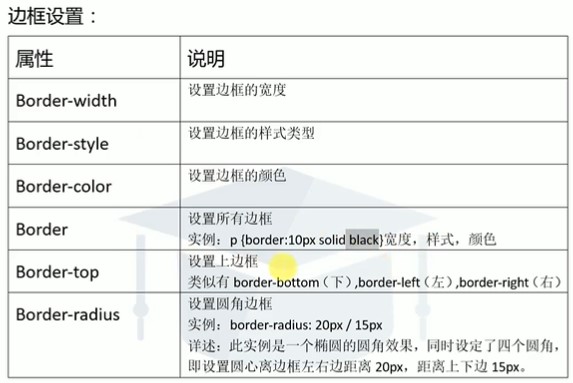 边框设置：
属性 说明
Border-width 设置边框的宽度
Border-style 设置边框的样式类型
Border-color 设置边框的颜色
Border 设置所有边框
实例：p {border:10px solid black}宽度，样式，颜色
Border-top 设置上边框
类似有 border-bottom（下）,border-left（左）,border-right（右）
Border-radius 设置圆角边框
实例：border-radius: 20px / 15px
详述：此实例是一个椭圆的圆角效果，同时设定了四个圆角，
即设置圆心离边框左右边距离 20px，距离上下边 15px。